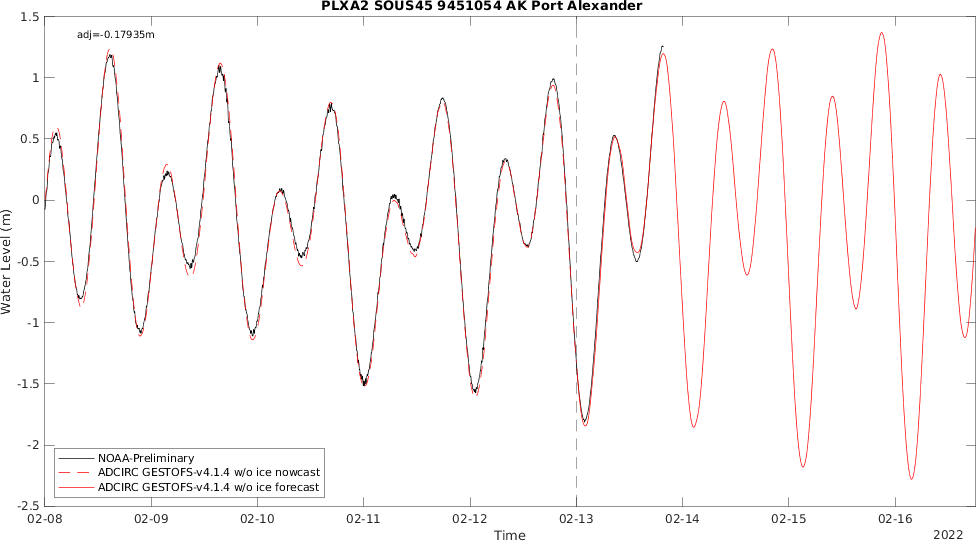 PLXA2 SOUS45 9451054 AK Port Alexander
adj=-0.17935m
1.5
1
0.5
0
-0.5
-1
-1.5
-2
-2.5
Water Level (m)
NOAA-Preliminary
ADCIRC GESTOFS-v4.1.4 w/o ice nowcast
ADCIRC GESTOFS-v4.1.4 w/o ice forecast
02-08 02-09 02-10 02-11 02-12 02-13 02-14 02-15 02-16
Time
2022